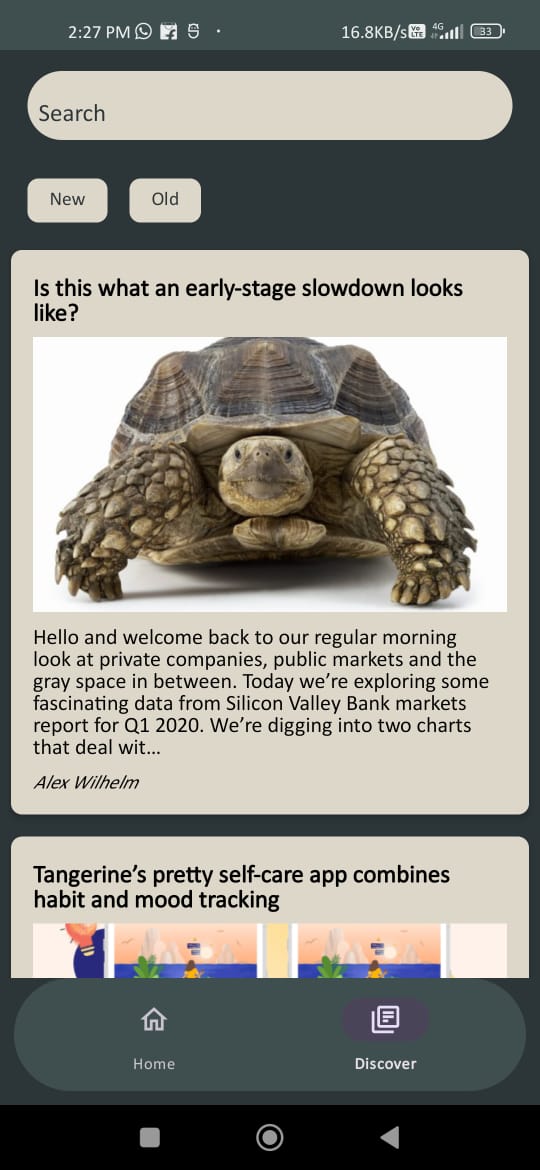 2:27 PM
16.8KB/s Vo LTE 4G 33
Search
New
Old
Is this what an early-stage slowdown looks
like?
Hello and welcome back to our regular morning
look at private companies, public markets and the
gray space in between. Today we’re exploring some
fascinating data from Silicon Valley Bank markets
report for Q1 2020. We’re digging into two charts
that deal wit...
Alex Wilhelm
Tangerine’s pretty self-care app combines
habit and mood tracking
Home
Discover